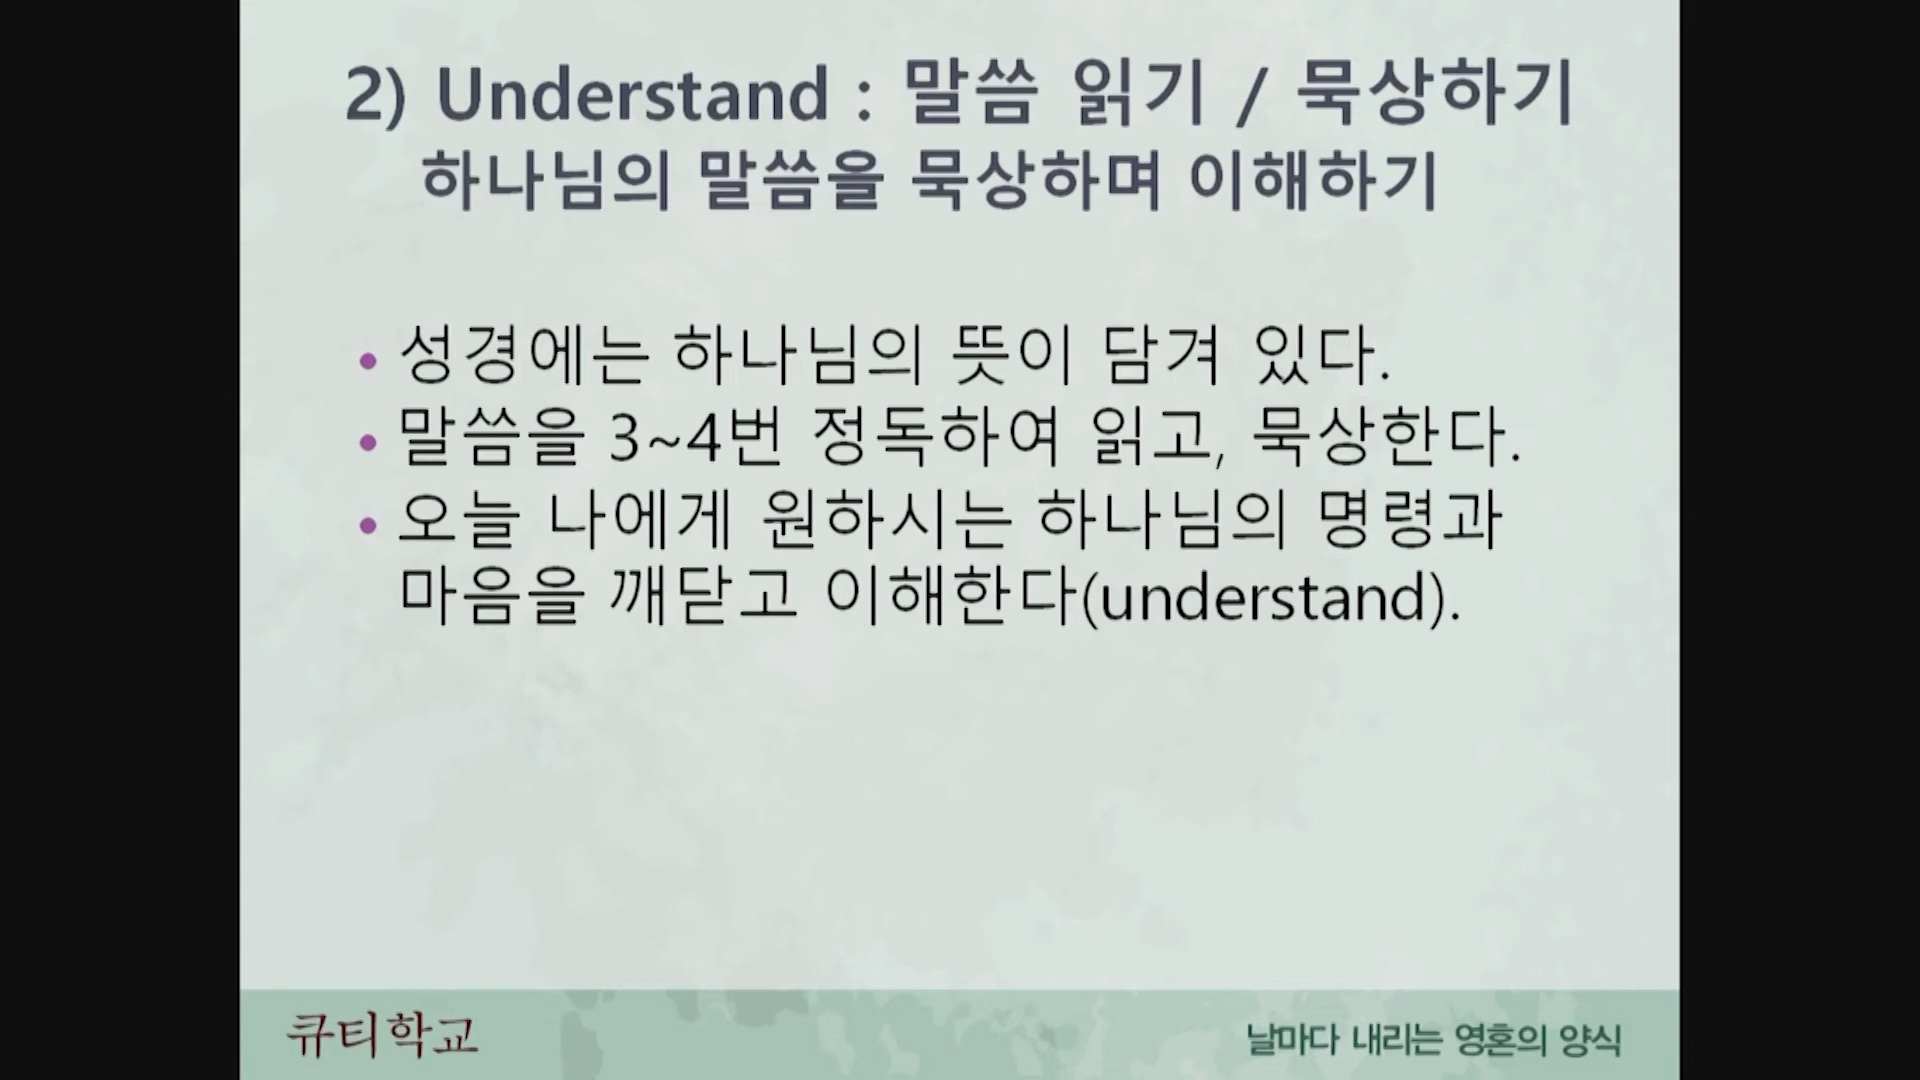 2) Understand : 말씀 읽기 / 묵상하기
하나님의 말씀을 묵상하며 이해하기
• 성경에는 하나님의 뜻이 담겨 있다.
• 말씀을 3~4번 정독하여 읽고, 묵상한다.
• 오늘 나에게 원하시는 하나님의 명령과
마음을 깨닫고 이해한다(understand).
큐티학교
날마다 내리는 영혼의 양식